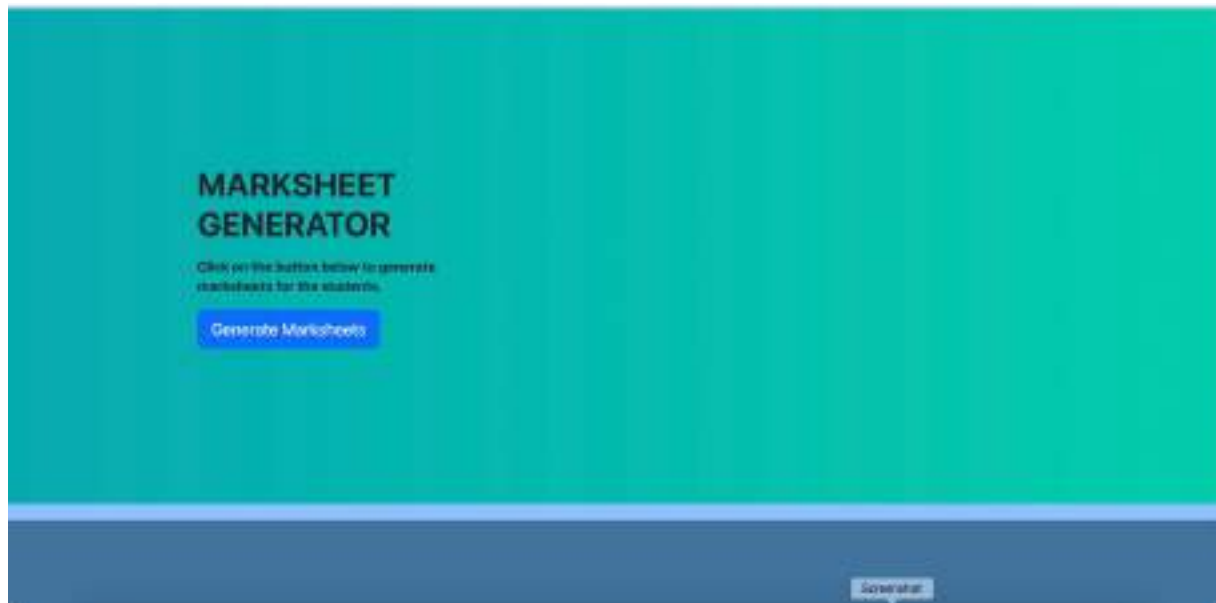 MARKSHEET
GENERATOR
Click on the button below to generate
marksheets for the students.
Generate Marksheets